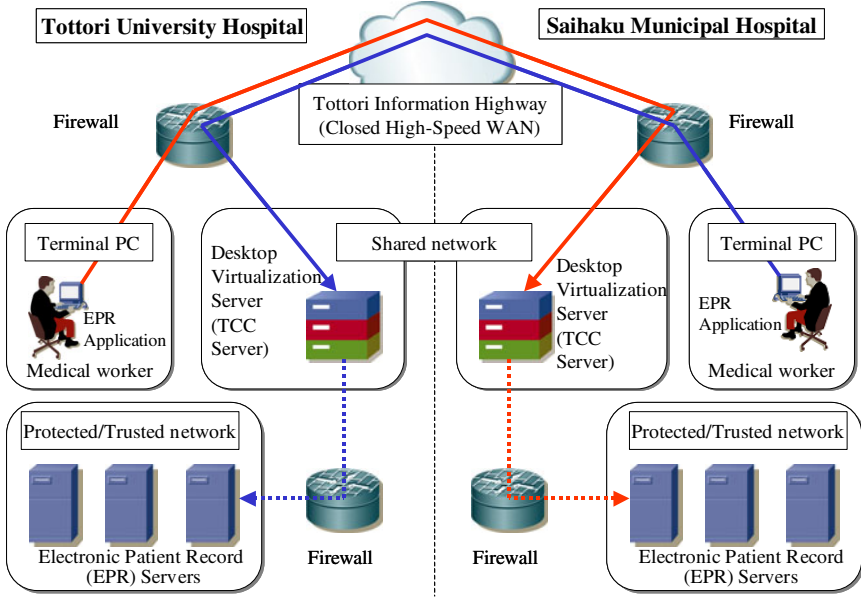 Tottori University Hospital
Saihaku Municipal Hospital
Tottori Information Highway
(Closed High-Speed WAN)
Firewall
Firewall
Terminal PC
EPR
Application
Medical worker
Desktop
Virtualization
Server
(TCC
Server)
Shared network
Desktop
Virtualization
Server
(TCC
Server)
Terminal PC
EPR
Application
Medical worker
Protected/Trusted network
Electronic Patient Record
(EPR) Servers
Firewall
Firewall
Protected/Trusted network
Electronic Patient Record
(EPR) Servers